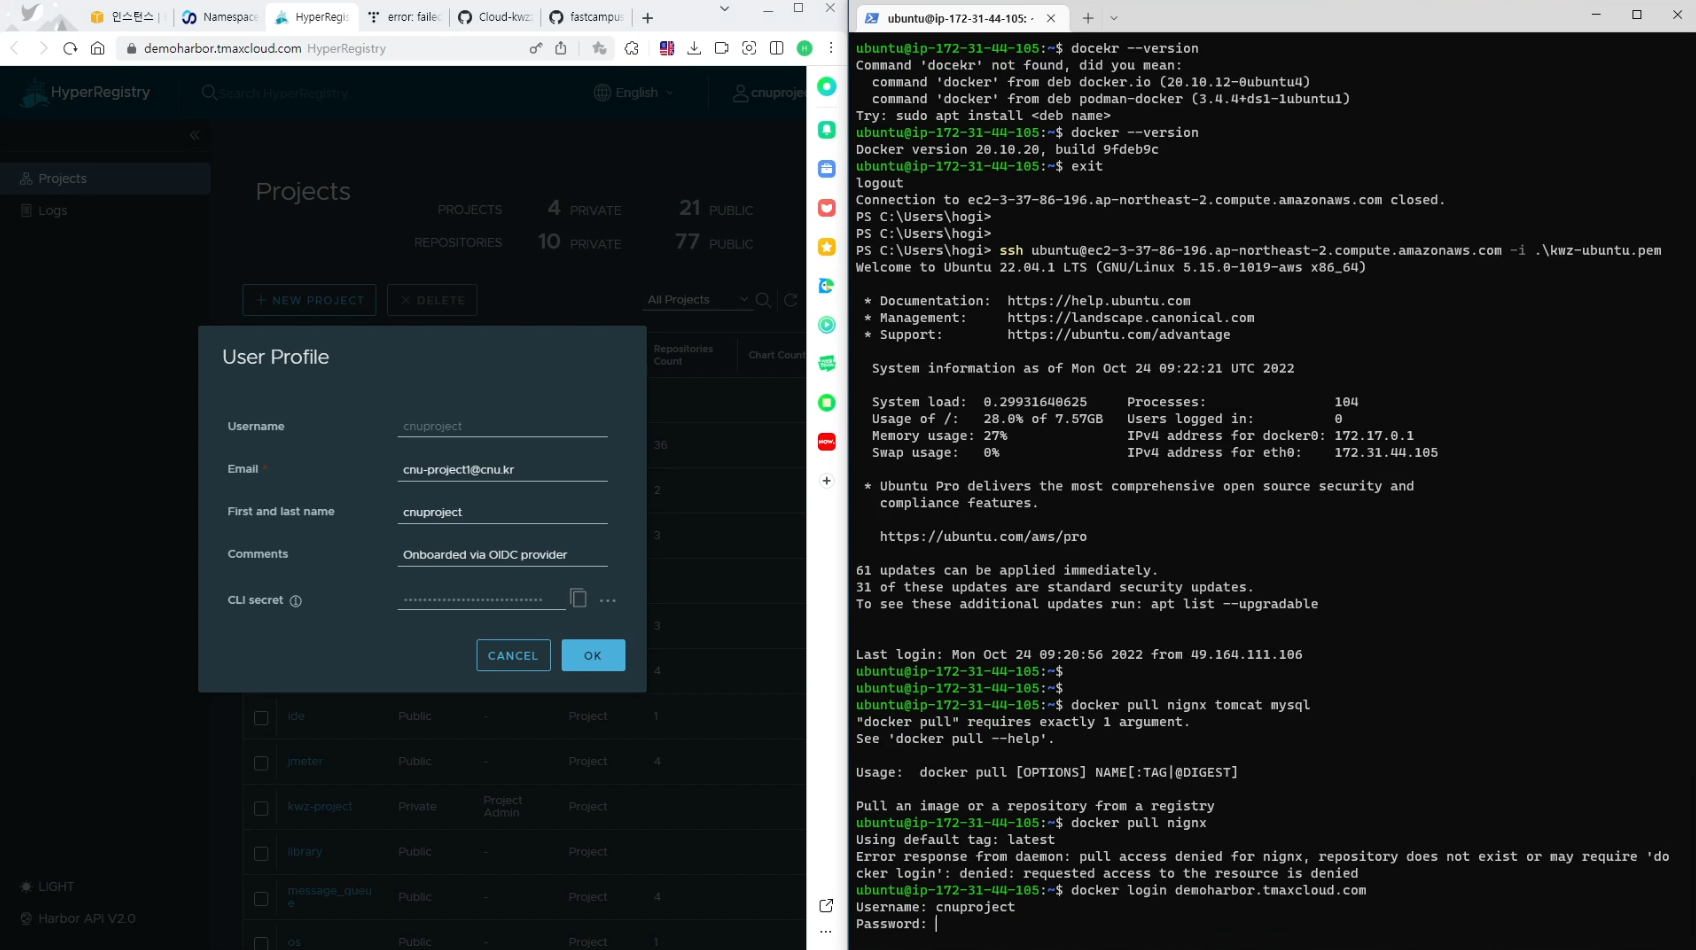 인스턴스 |
Namespace
HyperRegis
error: failed
Cloud-kwz
fastcampus
demoharbor.tmaxcloud.com HyperRegistry
HyperRegistry
Search HyperRegistry
English
cnuprojec
Projects
Logs
Projects
PROJECTS 4 PRIVATE 21 PUBLIC
REPOSITORIES 10 PRIVATE 77 PUBLIC
+ NEW PROJECT
× DELETE
All Projects
Repositories Count
Chart Count
User Profile
Username cnuproject
Email * cnu-project1@cnu.kr
First and last name cnuproject
Comments Onboarded via OIDC provider
CLI secret
CANCEL
OK
36
2
3
3
4
ide Public - Project 1
jmeter Public - Project 4
kwz-project Private Project Admin Project
library Public - Project
message_queue Public - Project 4
os Public - Project 1
LIGHT
Harbor API V2.0
NOW.
ubuntu@ip-172-31-44-105: ~
ubuntu@ip-172-31-44-105:~$ docekr --version
Command 'docekr' not found, did you mean:
command 'docker' from deb docker.io (20.10.12-0ubuntu4)
command 'docker' from deb podman-docker (3.4.4+ds1-1ubuntu1)
Try: sudo apt install <deb name>
ubuntu@ip-172-31-44-105:~$ docker --version
Docker version 20.10.20, build 9fdeb9c
ubuntu@ip-172-31-44-105:~$ exit
logout
Connection to ec2-3-37-86-196.ap-northeast-2.compute.amazonaws.com closed.
PS C:\Users\hogi>
PS C:\Users\hogi>
PS C:\Users\hogi> ssh ubuntu@ec2-3-37-86-196.ap-northeast-2.compute.amazonaws.com -i .\kwz-ubuntu.pem
Welcome to Ubuntu 22.04.1 LTS (GNU/Linux 5.15.0-1019-aws x86_64)
* Documentation: https://help.ubuntu.com
* Management: https://landscape.canonical.com
* Support: https://ubuntu.com/advantage
System information as of Mon Oct 24 09:22:21 UTC 2022
System load: 0.29931640625 Processes: 104
Usage of /: 28.0% of 7.57GB Users logged in: 0
Memory usage: 27% IPv4 address for docker0: 172.17.0.1
Swap usage: 0% IPv4 address for eth0: 172.31.44.105
* Ubuntu Pro delivers the most comprehensive open source security and
compliance features.
https://ubuntu.com/aws/pro
61 updates can be applied immediately.
31 of these updates are standard security updates.
To see these additional updates run: apt list --upgradable
Last login: Mon Oct 24 09:20:56 2022 from 49.164.111.106
ubuntu@ip-172-31-44-105:~$
ubuntu@ip-172-31-44-105:~$
ubuntu@ip-172-31-44-105:~$ docker pull nignx tomcat mysql
"docker pull" requires exactly 1 argument.
See 'docker pull --help'.
Usage: docker pull [OPTIONS] NAME[:TAG|@DIGEST]
Pull an image or a repository from a registry
ubuntu@ip-172-31-44-105:~$ docker pull nignx
Using default tag: latest
Error response from daemon: pull access denied for nignx, repository does not exist or may require 'do
cker login': denied: requested access to the resource is denied
ubuntu@ip-172-31-44-105:~$ docker login demoharbor.tmaxcloud.com
Username: cnuproject
Password: